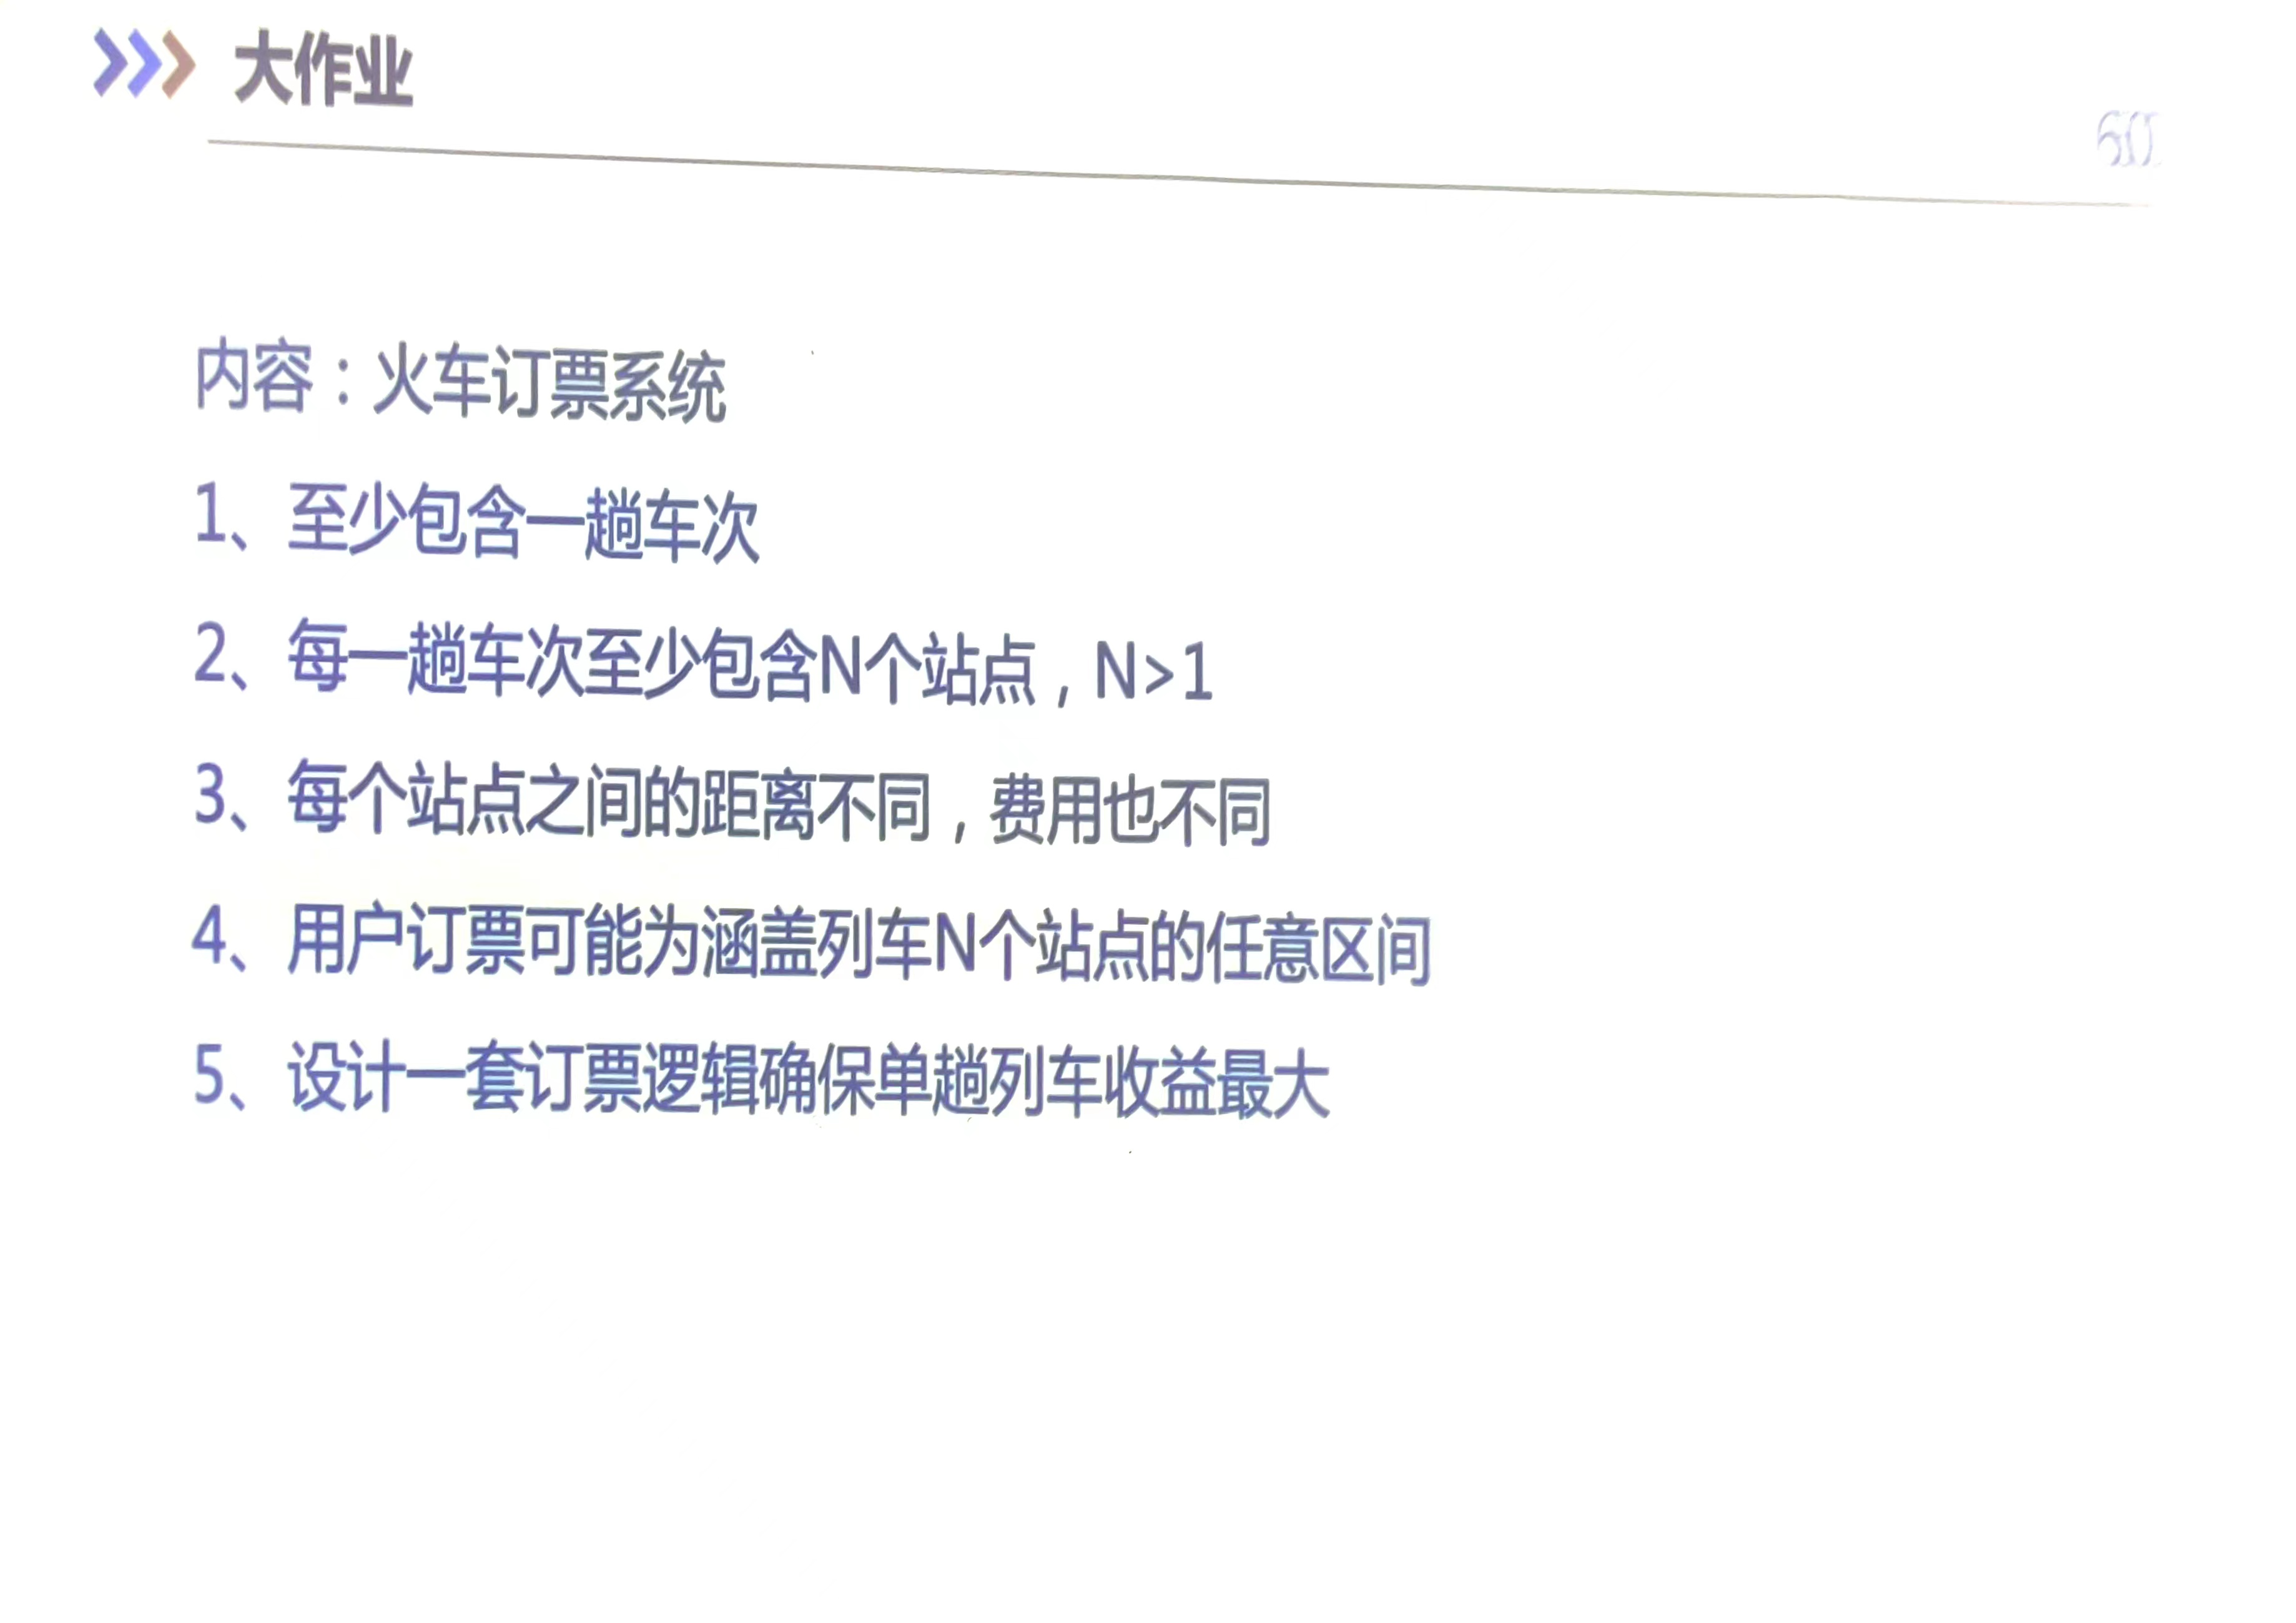 大作业
内容：火车订票系统
1、至少包含一趟车次
2、每一趟车次至少包含N个站点，N>1
3、每个站点之间的距离不同，费用也不同
4、用户订票可能为涵盖列车N个站点的任意区间
5、设计一套订票逻辑确保单趟列车收益最大